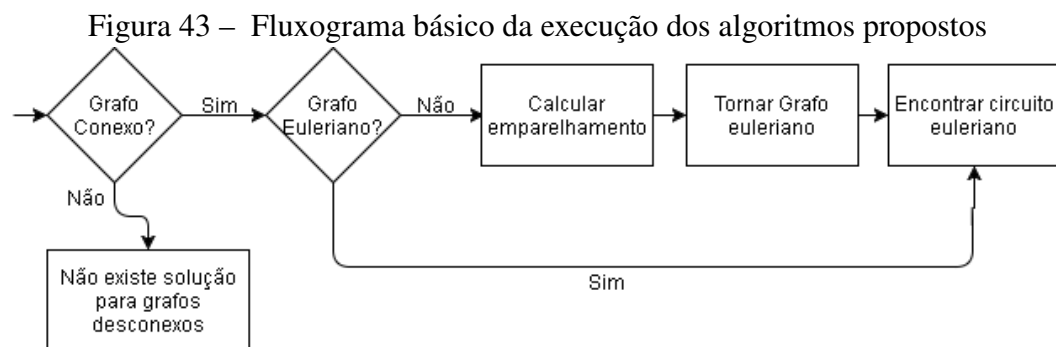 Figura 43 – Fluxograma básico da execução dos algoritmos propostos
Grafo
Conexo?
Sim
Grafo
Euleriano?
Não
Calcular
emparelhamento
Tornar Grafo
euleriano
Encontrar circuito
euleriano
Não
Não existe solução
para grafos
desconexos
Sim